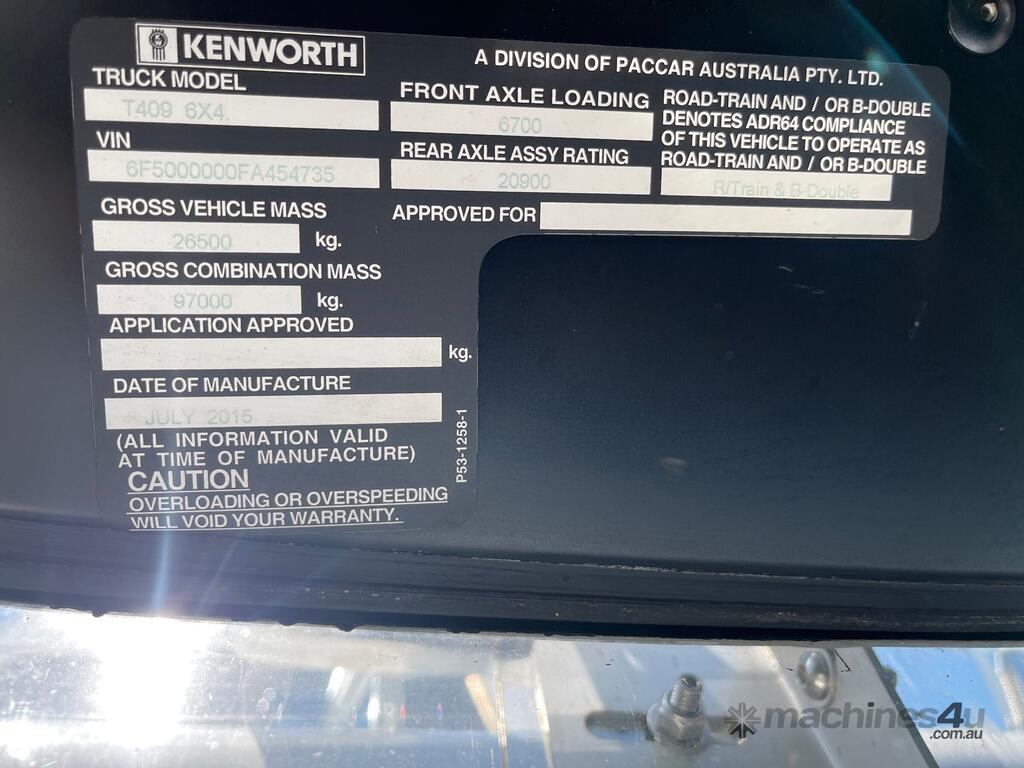 KENWORTH
A DIVISION OF PACCAR AUSTRALIA PTY. LTD.
TRUCK MODEL
T409 6X4
VIN
6F5000000FA454735
GROSS VEHICLE MASS
26500 kg.
GROSS COMBINATION MASS
97000 kg.
APPLICATION APPROVED
kg.
DATE OF MANUFACTURE
JULY 2015
(ALL INFORMATION VALID
AT TIME OF MANUFACTURE)
CAUTION
OVERLOADING OR OVERSPEEDING
WILL VOID YOUR WARRANTY.
P53-1258-1
FRONT AXLE LOADING
6700
REAR AXLE ASSY RATING
20900
APPROVED FOR
ROAD-TRAIN AND / OR B-DOUBLE
DENOTES ADR64 COMPLIANCE
OF THIS VEHICLE TO OPERATE AS
ROAD-TRAIN AND / OR B-DOUBLE
R/Train & B-Double
machines4u
.com.au